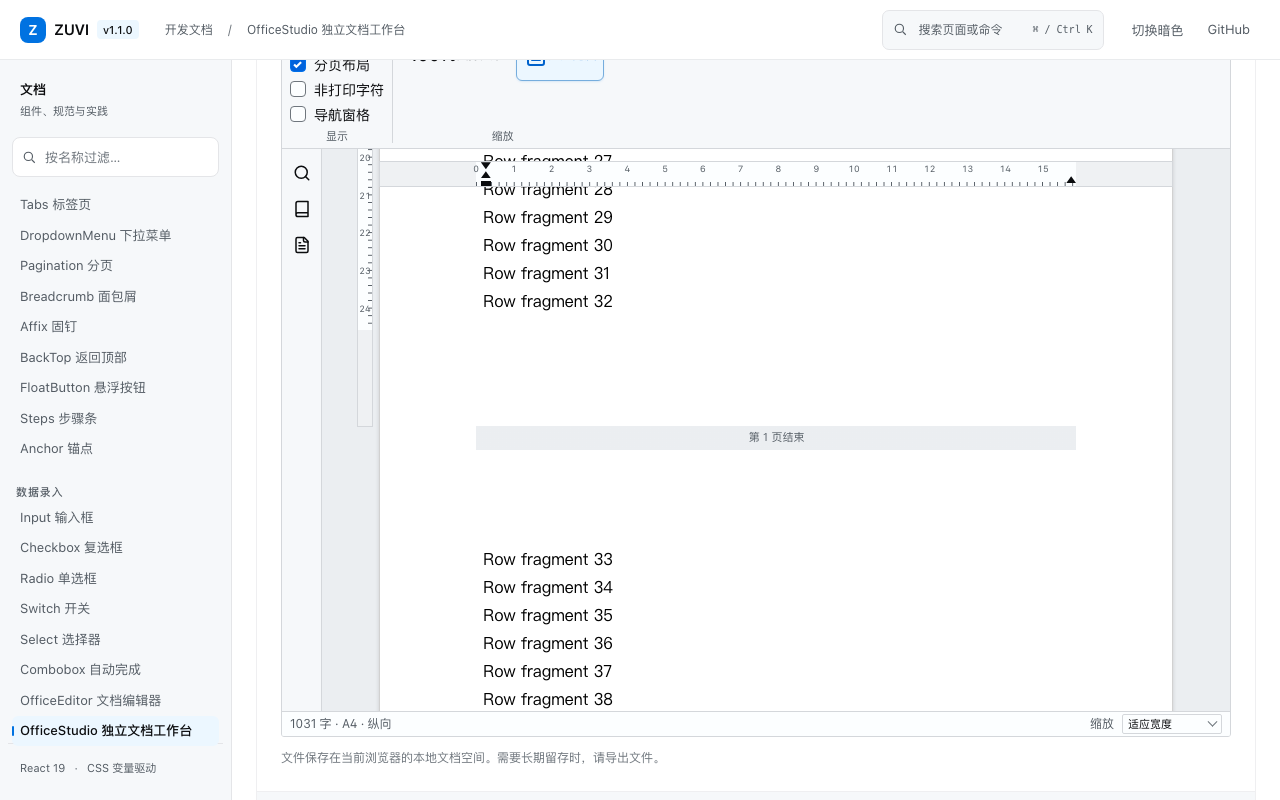 Z ZUVI v1.1.0 开发文档 / OfficeStudio 独立文档工作台 搜索页面或命令 ⌘ / Ctrl K 切换暗色 GitHub
文档
组件、规范与实践
按名称过滤...
Tabs 标签页
DropdownMenu 下拉菜单
Pagination 分页
Breadcrumb 面包屑
Affix 固钉
BackTop 返回顶部
FloatButton 悬浮按钮
Steps 步骤条
Anchor 锚点
数据录入
Input 输入框
Checkbox 复选框
Radio 单选框
Switch 开关
Select 选择器
Combobox 自动完成
OfficeEditor 文档编辑器
OfficeStudio 独立文档工作台
React 19 · CSS 变量驱动
分页布局
非打印字符
导航窗格
显示
缩放
0 1 2 3 4 5 6 7 8 9 10 11 12 13 14 15
20
21
22
23
24
Row fragment 27
Row fragment 28
Row fragment 29
Row fragment 30
Row fragment 31
Row fragment 32
第 1 页结束
Row fragment 33
Row fragment 34
Row fragment 35
Row fragment 36
Row fragment 37
Row fragment 38
1031 字 · A4 · 纵向
缩放 适应宽度
文件保存在当前浏览器的本地文档空间。需要长期留存时，请导出文件。